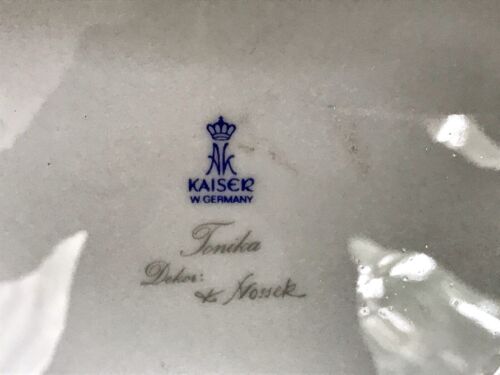 AK
KAISER
W GERMANY
Tonika
Dekor:
K. Nossek